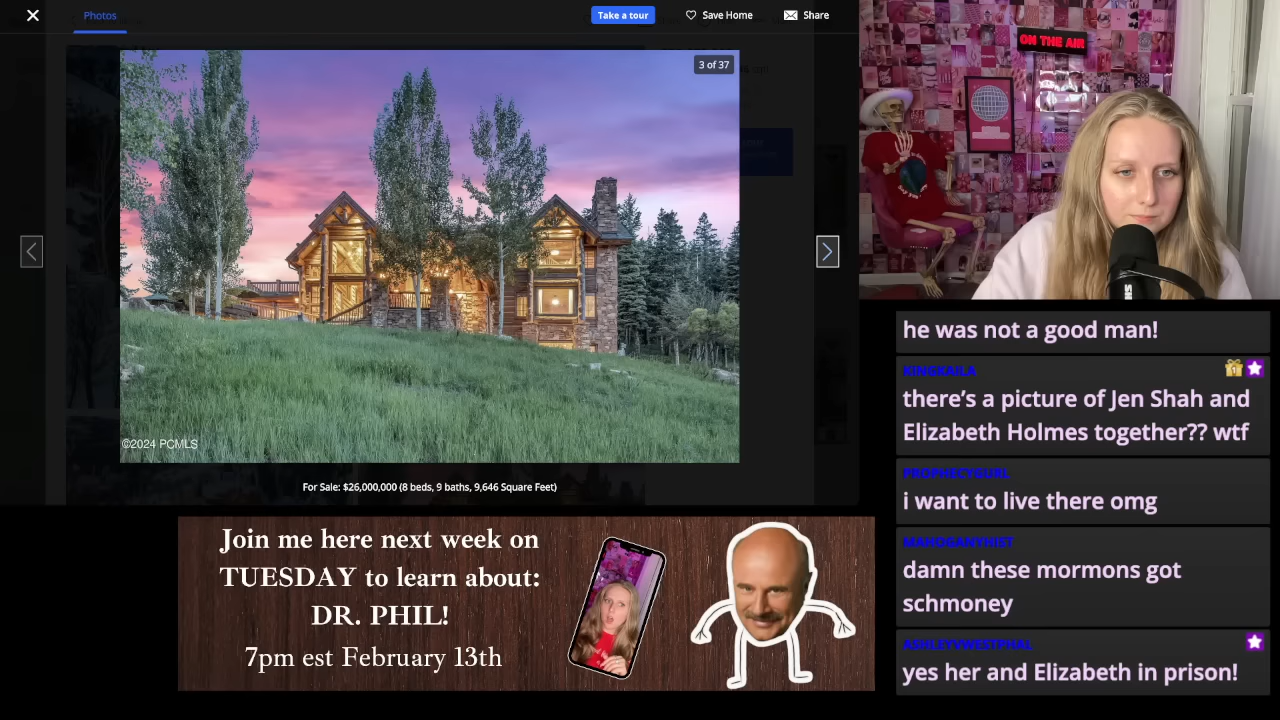 Photos
Take a tour
Save Home
Share
3 of 37
©2024 PCMLS
For Sale: $26,000,000 (8 beds, 9 baths, 9,646 Square Feet)
ON THE AIR
he was not a good man!
KINGKAILA
there's a picture of Jen Shah and
Elizabeth Holmes together?? wtf
PROPHECYGURL
i want to live there omg
MAHOGANYHIST
damn these mormons got
schmoney
ASHLEYVWESTPHAL
yes her and Elizabeth in prison!
Join me here next week on
TUESDAY to learn about:
DR. PHIL!
7pm est February 13th